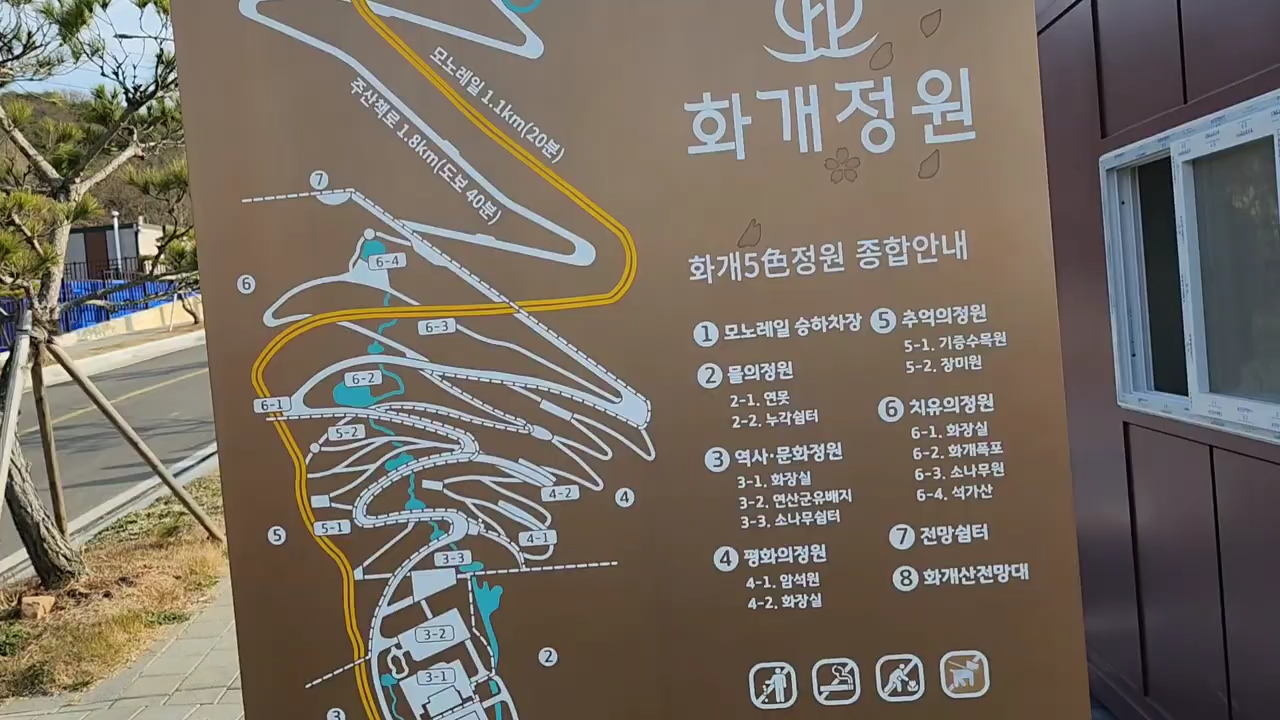 화개정원
화개5色정원 종합안내
1 모노레일 승하차장
2 물의정원
2-1. 연못
2-2. 누각쉼터
3 역사·문화정원
3-1. 화장실
3-2. 연산군유배지
3-3. 소나무쉼터
4 평화의정원
4-1. 암석원
4-2. 화장실
5 추억의정원
5-1. 기증수목원
5-2. 장미원
6 치유의정원
6-1. 화장실
6-2. 화개폭포
6-3. 소나무원
6-4. 석가산
7 전망쉼터
8 화개산전망대
모노레일 1.1km(20분)
주산책로 1.8km(도보 40분)
7
6-4
6
6-3
6-2
6-1
5-2
4-2
4
5-1
5
4-1
3-3
3-2
2
3-1
3